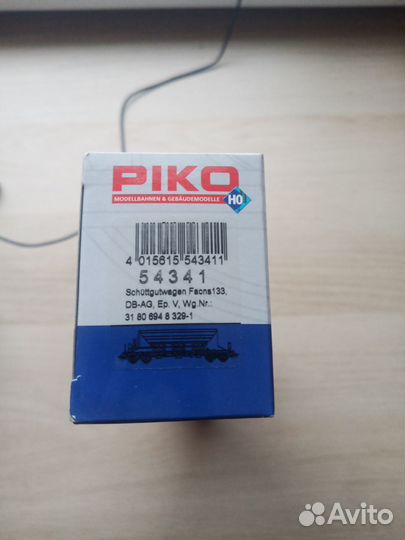 PIKO
MODELLBAHNEN & GEBÄUDEMODELLE
H0
4 015615 543411
54341
Schüttgutwagen Facns133,
DB-AG, Ep. V, Wg.Nr.:
31 80 694 8 329-1
Avito